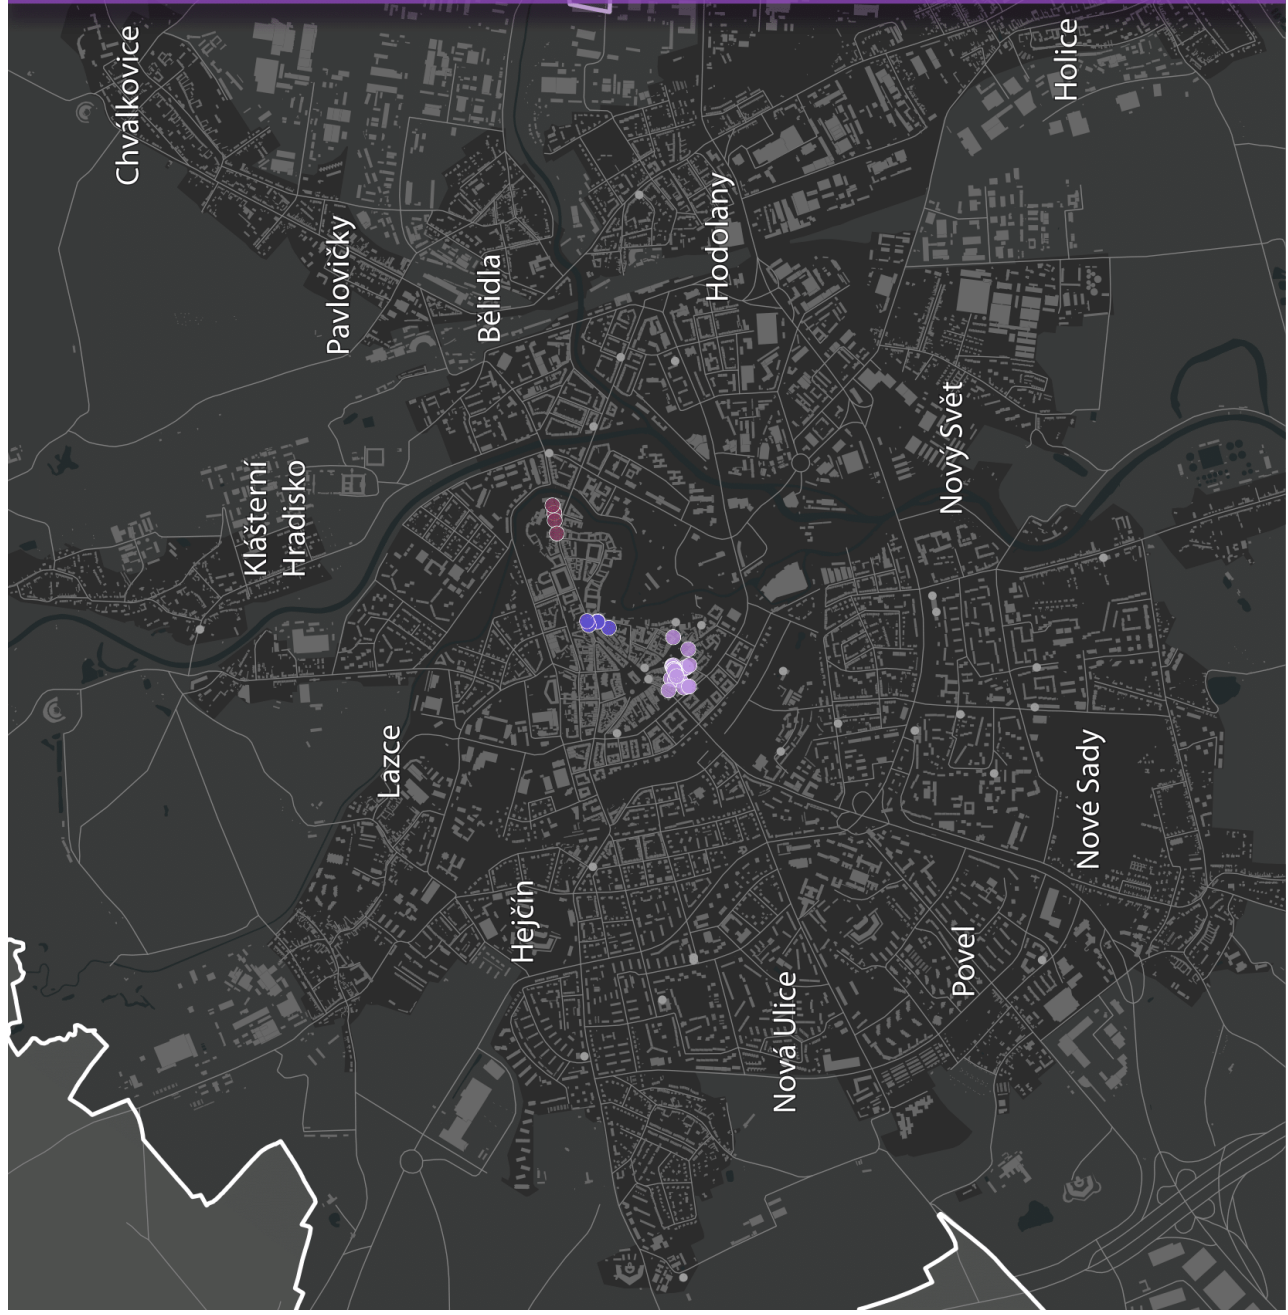 Chválkovice
Pavlovičky
Bělidla
Hodolany
Holice
Klášterní
Hradisko
Nový Svět
Lazce
Nové Sady
Hejčín
Povel
Nová Ulice